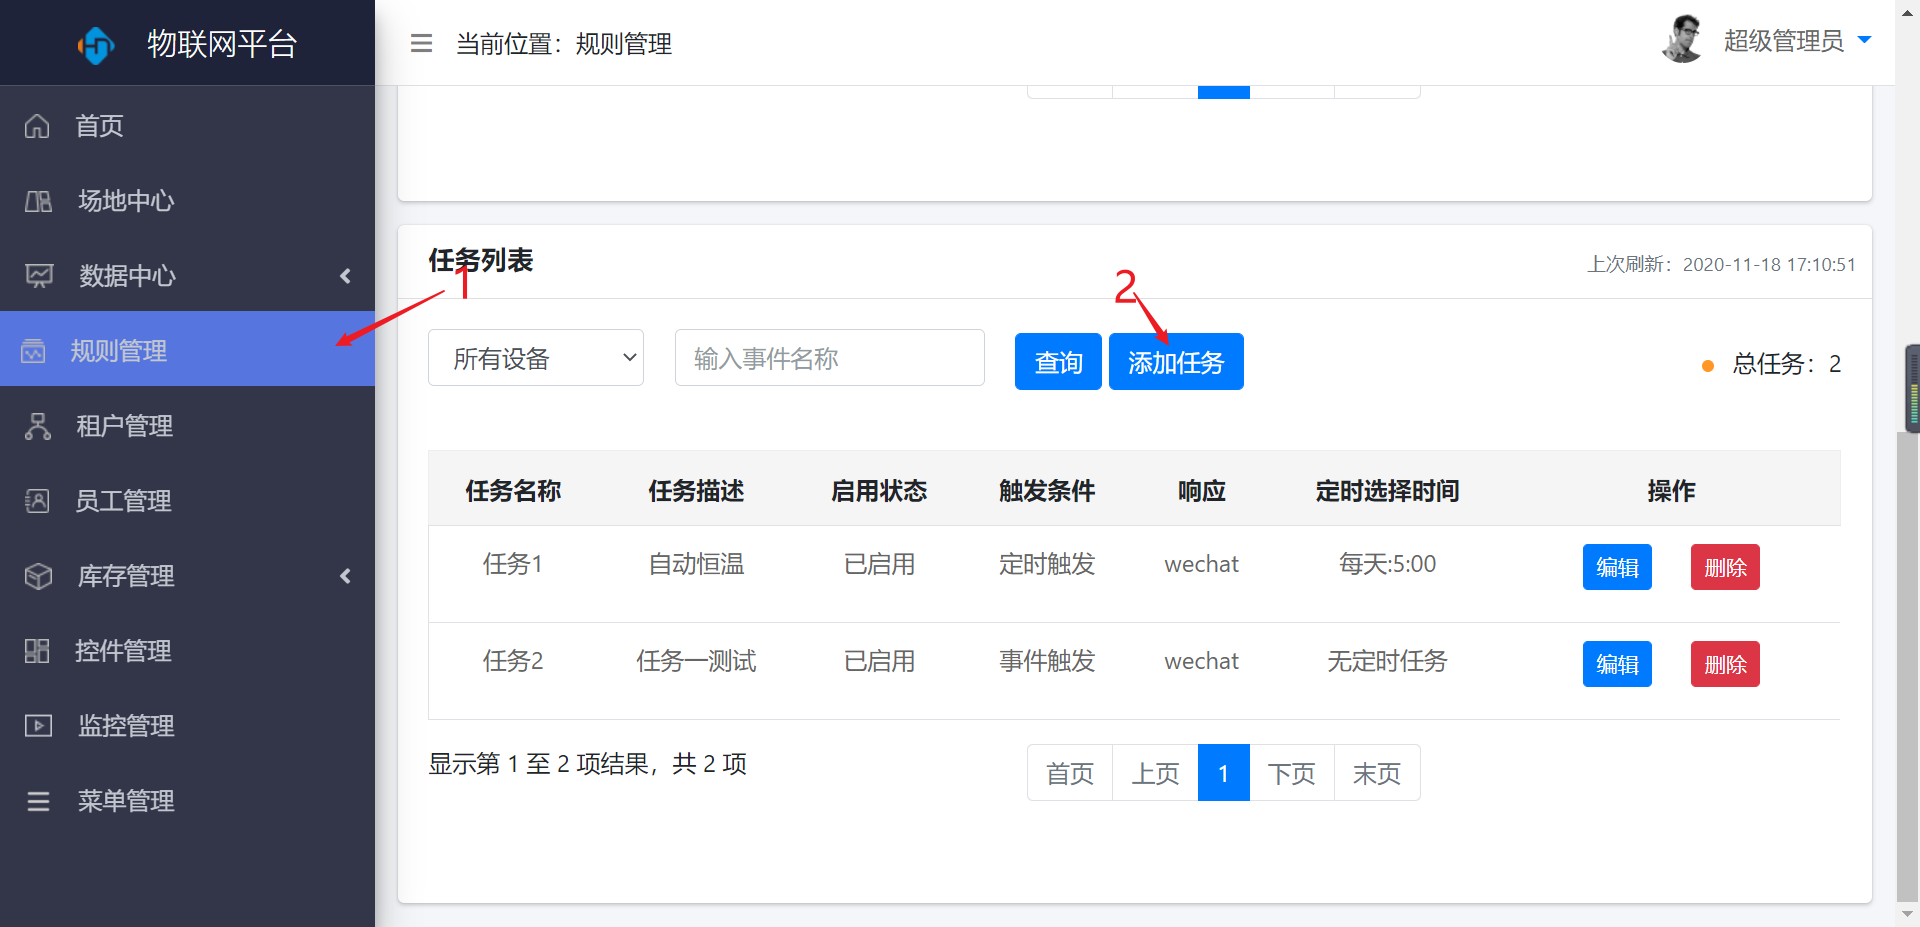 物联网平台
当前位置：规则管理
超级管理员
首页
场地中心
数据中心
规则管理
租户管理
员工管理
库存管理
控件管理
监控管理
菜单管理
任务列表
上次刷新：2020-11-18 17:10:51
1
2
所有设备
输入事件名称
查询
添加任务
总任务：2
任务名称 任务描述 启用状态 触发条件 响应 定时选择时间 操作
任务1 自动恒温 已启用 定时触发 wechat 每天:5:00 编辑 删除
任务2 任务一测试 已启用 事件触发 wechat 无定时任务 编辑 删除
显示第 1 至 2 项结果，共 2 项
首页 上页 1 下页 末页